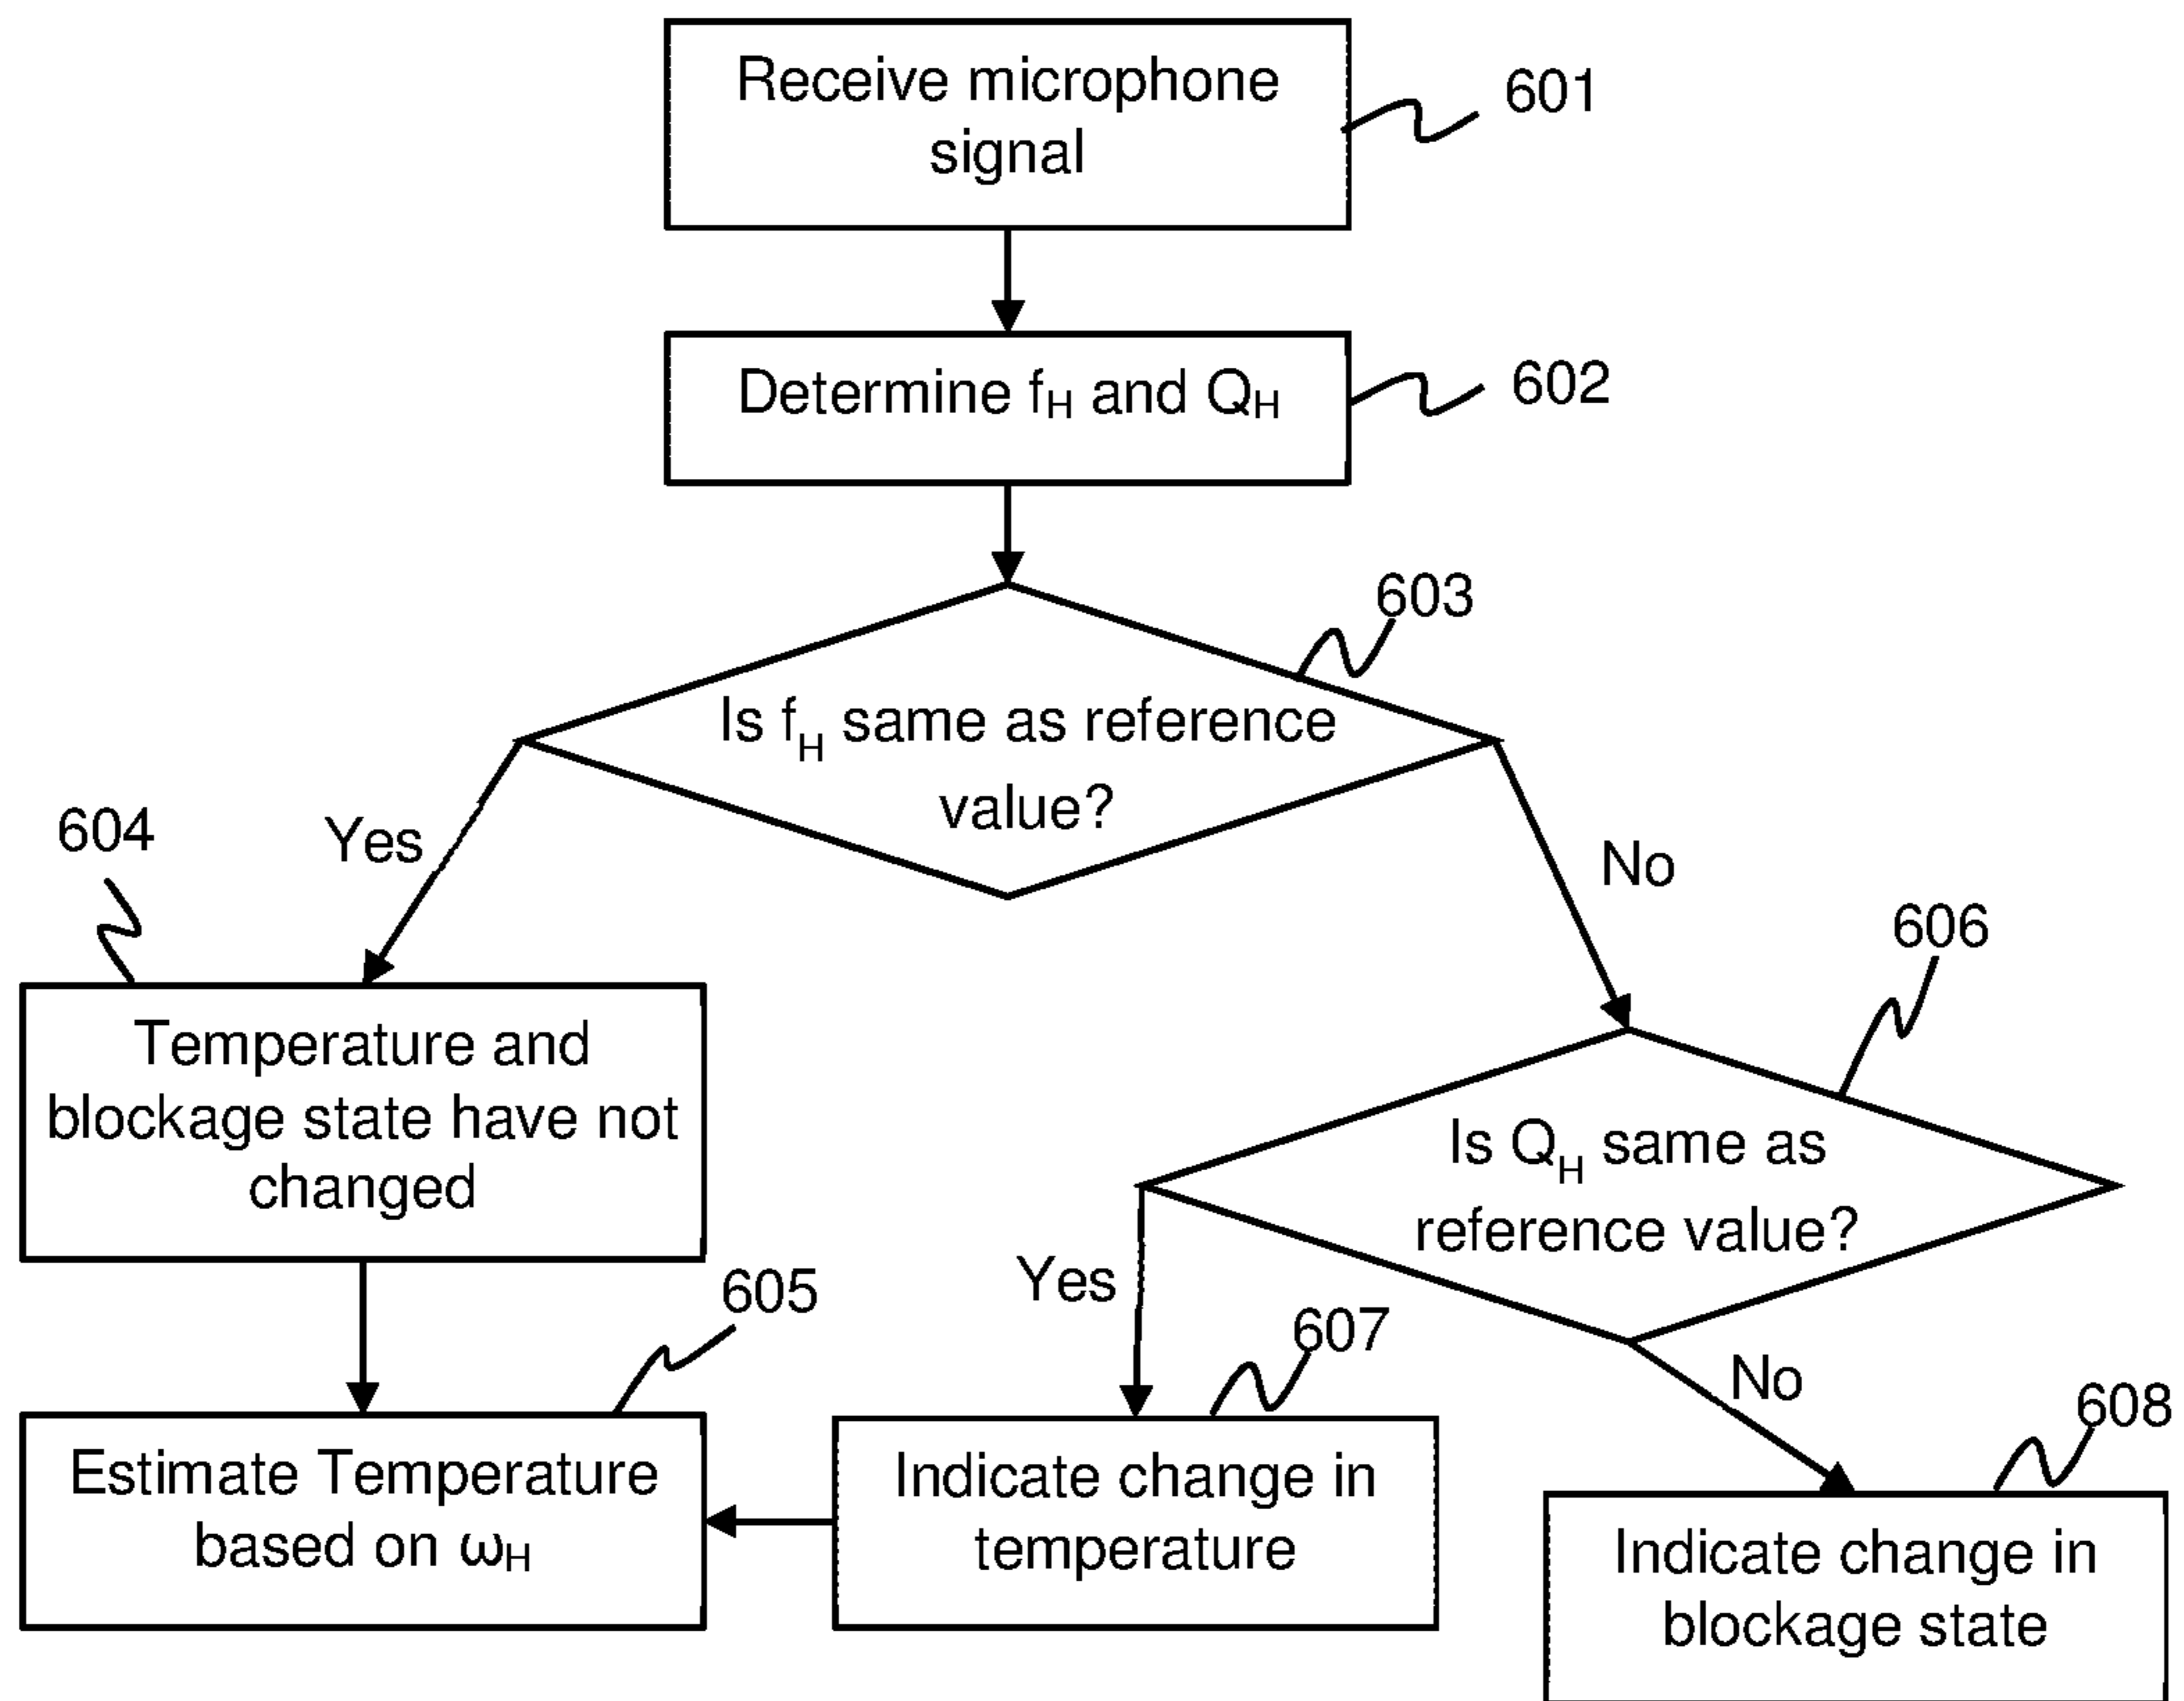 Receive microphone
signal
601
Determine fH and QH
602
603
Is fH same as reference
value?
604
Yes
No
606
Temperature and
blockage state have not
changed
Is QH same as
reference value?
605
Yes
607
No
608
Estimate Temperature
based on ωH
Indicate change in
temperature
Indicate change in
blockage state